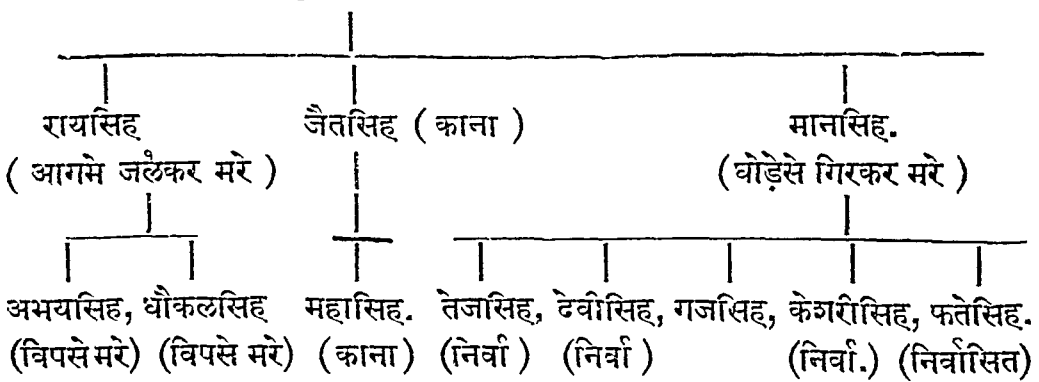 रायसिह जैतसिह ( काना ) मानसिह.
( आगमे जलकर मरे ) (घोड़ेसे गिरकर मरे )
अभयसिह, धौकलसिह महासिह. तेजसिह, देवीसिह, गजसिह, केशरीसिह, फतेसिह.
(विपसे मरे) (विपसे मरे) (काना) (निर्वा ) (निर्वा ) (निर्वा.) (निर्वासित)